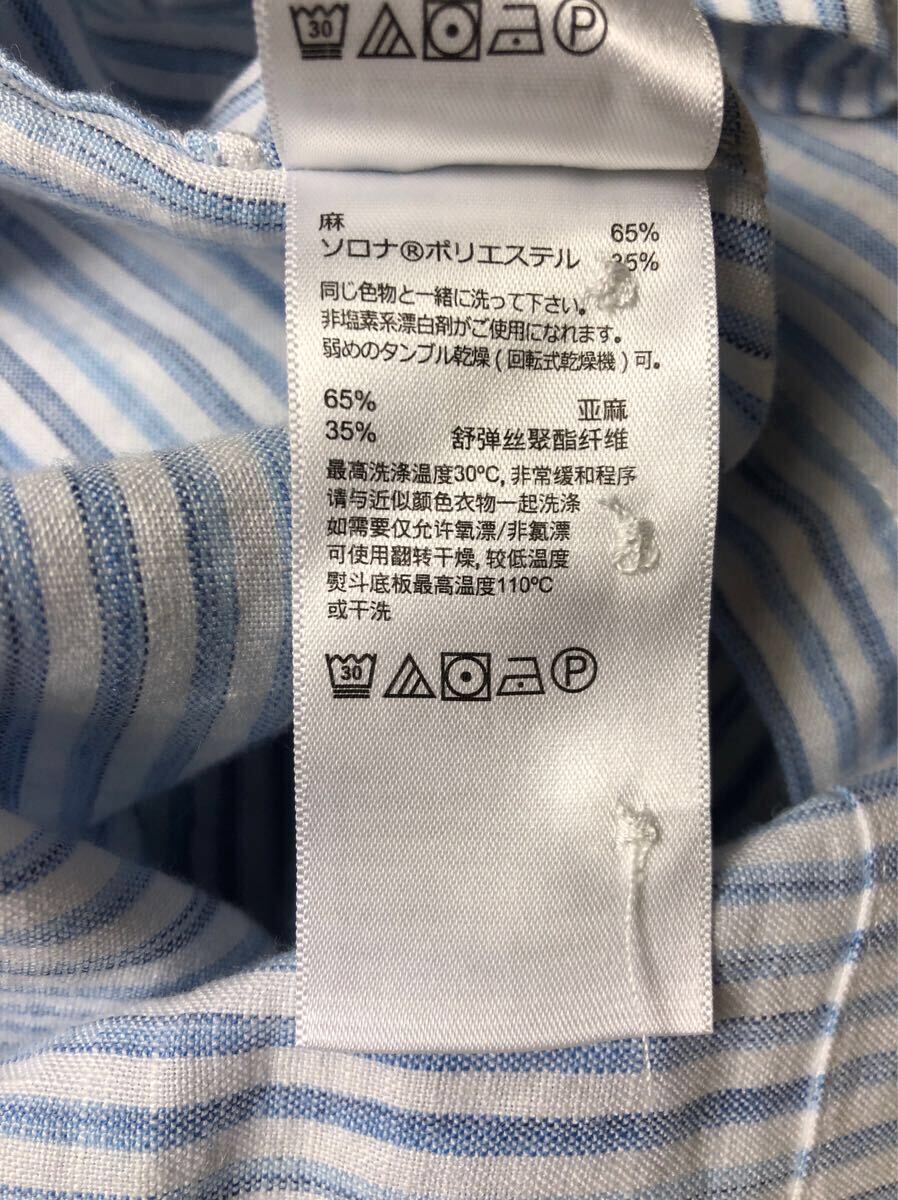 30 P
麻 65%
ソロナ®ポリエステル 35%
同じ色物と一緒に洗って下さい。
非塩素系漂白剤がご使用になれます。
弱めのタンブル乾燥(回転式乾燥機)可。
65% 亚麻
35% 舒弹丝聚酯纤维
最高洗涤温度30ºC, 非常缓和程序
请与近似颜色衣物一起洗涤
如需要仅允许氧漂/非氯漂
可使用翻转干燥, 较低温度
熨斗底板最高温度110ºC
或干洗
30 P